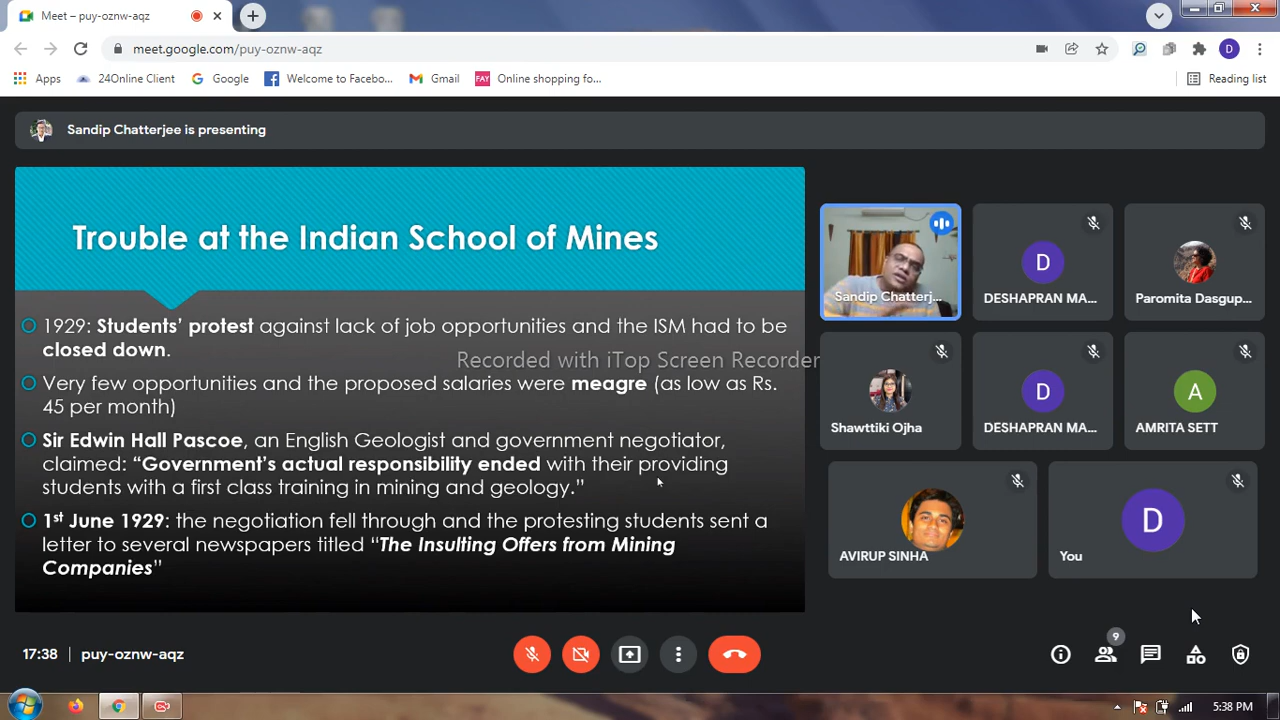 Meet – puy-oznw-aqz
meet.google.com/puy-oznw-aqz
D
Apps
24Online Client
Google
Welcome to Facebo...
Gmail
FAY
Online shopping fo...
Reading list
Sandip Chatterjee is presenting
Trouble at the Indian School of Mines
1929: Students' protest against lack of job opportunities and the ISM had to be
closed down.
Very few opportunities and the proposed salaries were meagre (as low as Rs.
45 per month)
Sir Edwin Hall Pascoe, an English Geologist and government negotiator,
claimed: “Government's actual responsibility ended with their providing
students with a first class training in mining and geology.”
1st June 1929: the negotiation fell through and the protesting students sent a
letter to several newspapers titled “The Insulting Offers from Mining
Companies”
Recorded with iTop Screen Recorder
Sandip Chatterj...
D
DESHAPRAN MA...
Paromita Dasgup...
Shawttiki Ojha
D
DESHAPRAN MA...
A
AMRITA SETT
AVIRUP SINHA
D
You
17:38 | puy-oznw-aqz
9
5:38 PM